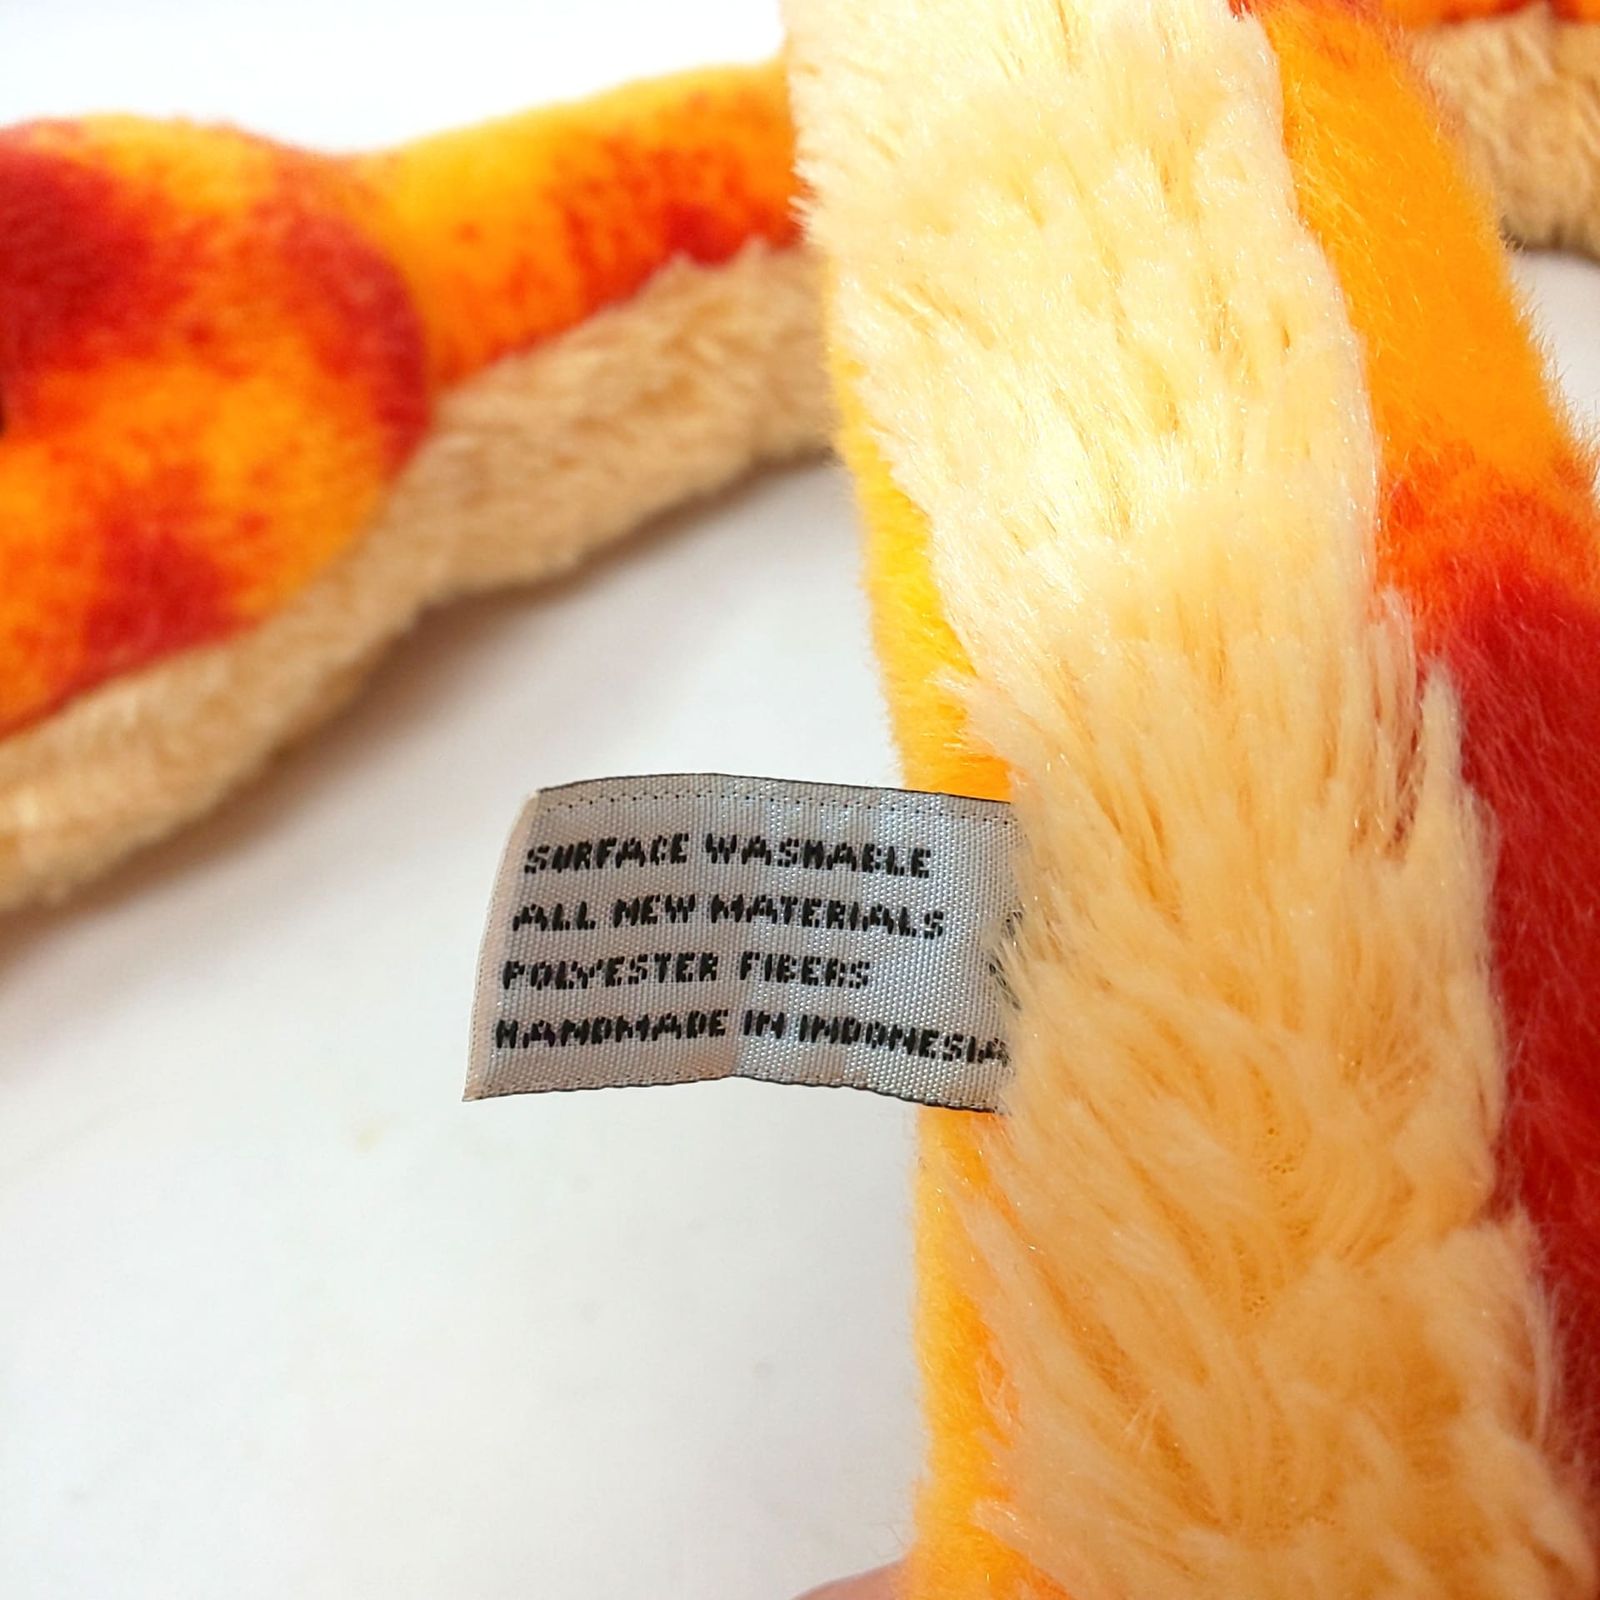 SURFACE WASHABLE
ALL NEW MATERIALS
POLYESTER FIBERS
HANDMADE IN INDONESIA